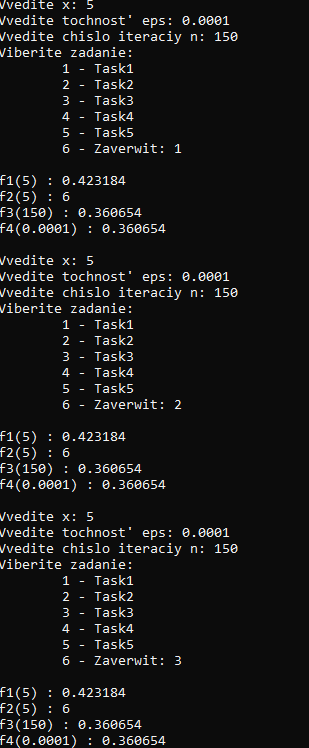 Vvedite x: 5
Vvedite tochnost' eps: 0.0001
Vvedite chislo iteraciy n: 150
Viberite zadanie:
1 - Task1
2 - Task2
3 - Task3
4 - Task4
5 - Task5
6 - Zaverwit: 1
f1(5) : 0.423184
f2(5) : 6
f3(150) : 0.360654
f4(0.0001) : 0.360654
Vvedite x: 5
Vvedite tochnost' eps: 0.0001
Vvedite chislo iteraciy n: 150
Viberite zadanie:
1 - Task1
2 - Task2
3 - Task3
4 - Task4
5 - Task5
6 - Zaverwit: 2
f1(5) : 0.423184
f2(5) : 6
f3(150) : 0.360654
f4(0.0001) : 0.360654
Vvedite x: 5
Vvedite tochnost' eps: 0.0001
Vvedite chislo iteraciy n: 150
Viberite zadanie:
1 - Task1
2 - Task2
3 - Task3
4 - Task4
5 - Task5
6 - Zaverwit: 3
f1(5) : 0.423184
f2(5) : 6
f3(150) : 0.360654
f4(0.0001) : 0.360654